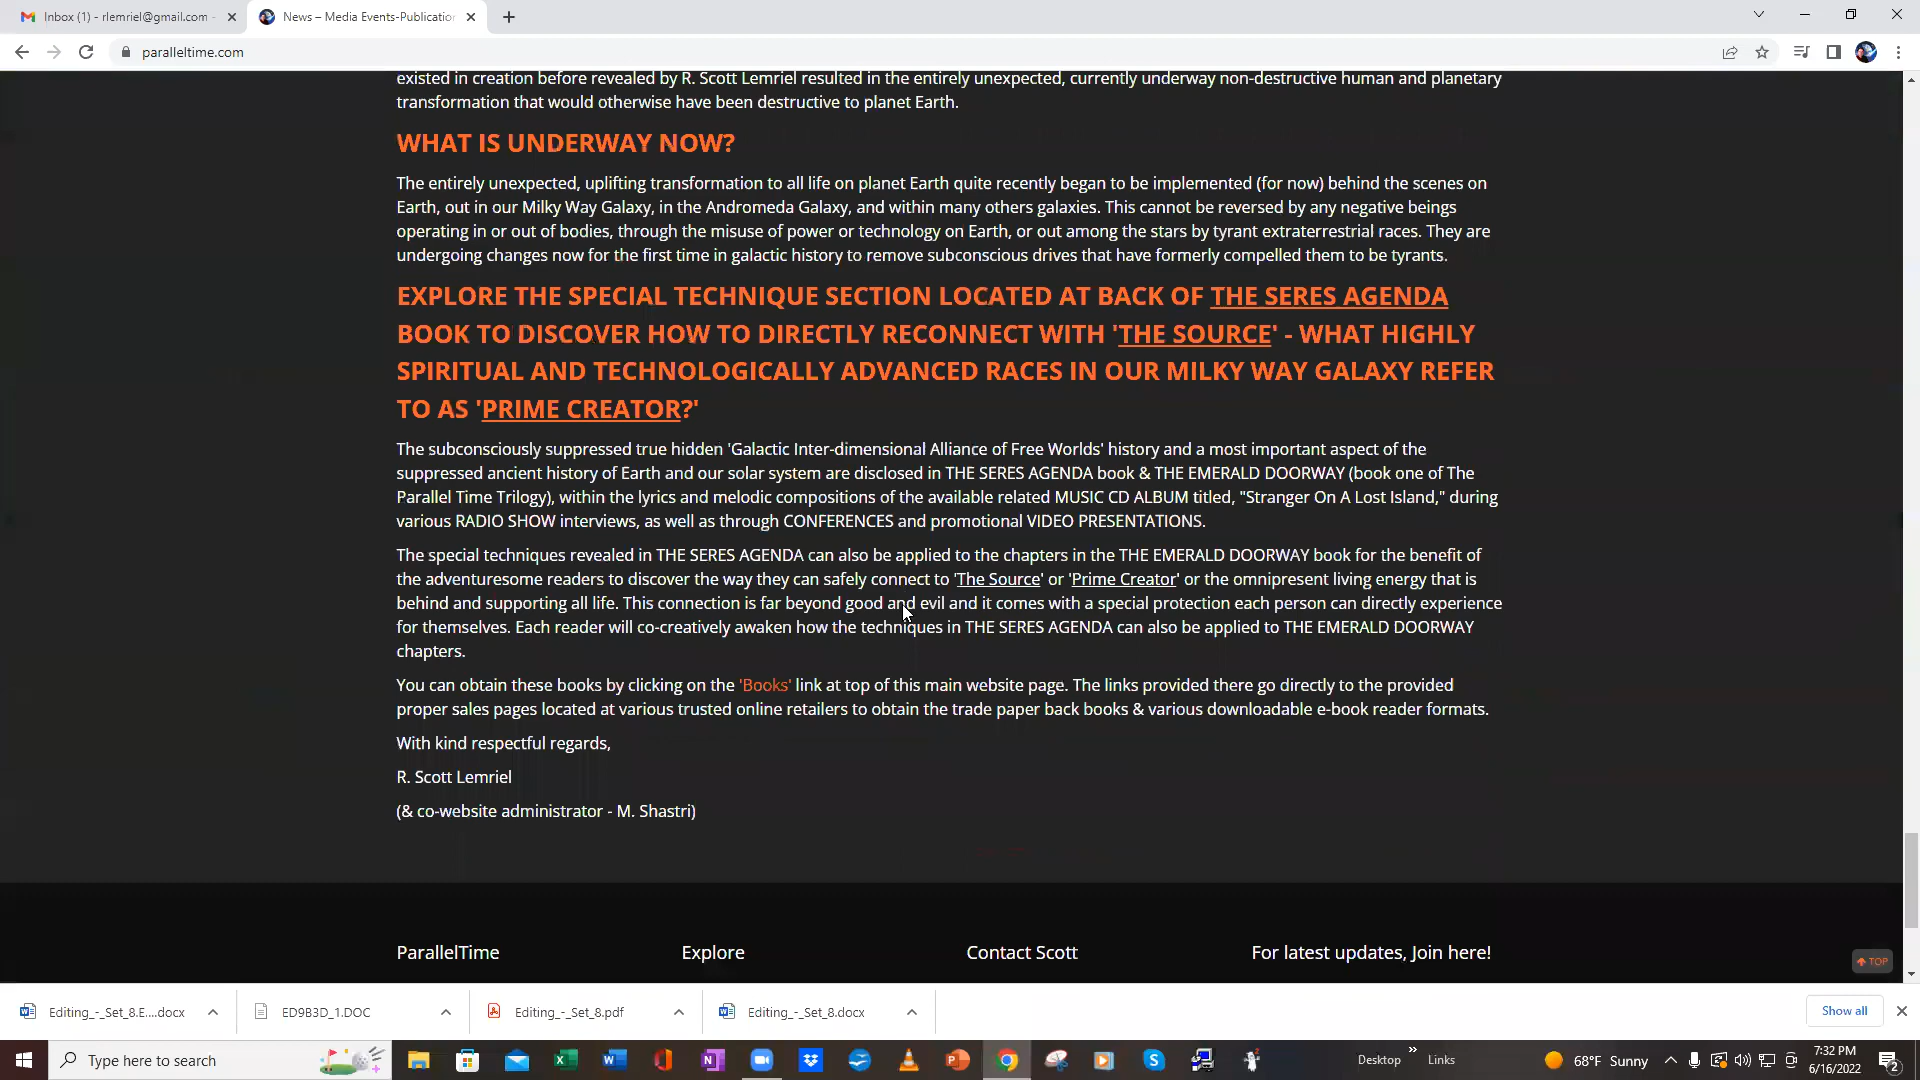 Inbox (1) - rlemriel@gmail.com -
News – Media Events-Publication
paralleltime.com
existed in creation before revealed by R. Scott Lemriel resulted in the entirely unexpected, currently underway non-destructive human and planetary
transformation that would otherwise have been destructive to planet Earth.
WHAT IS UNDERWAY NOW?
The entirely unexpected, uplifting transformation to all life on planet Earth quite recently began to be implemented (for now) behind the scenes on
Earth, out in our Milky Way Galaxy, in the Andromeda Galaxy, and within many others galaxies. This cannot be reversed by any negative beings
operating in or out of bodies, through the misuse of power or technology on Earth, or out among the stars by tyrant extraterrestrial races. They are
undergoing changes now for the first time in galactic history to remove subconscious drives that have formerly compelled them to be tyrants.
EXPLORE THE SPECIAL TECHNIQUE SECTION LOCATED AT BACK OF THE SERES AGENDA
BOOK TO DISCOVER HOW TO DIRECTLY RECONNECT WITH 'THE SOURCE' - WHAT HIGHLY
SPIRITUAL AND TECHNOLOGICALLY ADVANCED RACES IN OUR MILKY WAY GALAXY REFER
TO AS 'PRIME CREATOR?'
The subconsciously suppressed true hidden 'Galactic Inter-dimensional Alliance of Free Worlds' history and a most important aspect of the
suppressed ancient history of Earth and our solar system are disclosed in THE SERES AGENDA book & THE EMERALD DOORWAY (book one of The
Parallel Time Trilogy), within the lyrics and melodic compositions of the available related MUSIC CD ALBUM titled, "Stranger On A Lost Island," during
various RADIO SHOW interviews, as well as through CONFERENCES and promotional VIDEO PRESENTATIONS.
The special techniques revealed in THE SERES AGENDA can also be applied to the chapters in the THE EMERALD DOORWAY book for the benefit of
the adventuresome readers to discover the way they can safely connect to 'The Source' or 'Prime Creator' or the omnipresent living energy that is
behind and supporting all life. This connection is far beyond good and evil and it comes with a special protection each person can directly experience
for themselves. Each reader will co-creatively awaken how the techniques in THE SERES AGENDA can also be applied to THE EMERALD DOORWAY
chapters.
You can obtain these books by clicking on the 'Books' link at top of this main website page. The links provided there go directly to the provided
proper sales pages located at various trusted online retailers to obtain the trade paper back books & various downloadable e-book reader formats.
With kind respectful regards,
R. Scott Lemriel
(& co-website administrator - M. Shastri)
ParallelTime
Explore
Contact Scott
For latest updates, Join here!
TOP
Editing_-_Set_8.E....docx
ED9B3D_1.DOC
Editing_-_Set_8.pdf
Editing_-_Set_8.docx
Show all
Type here to search
Desktop
Links
68°F Sunny
7:32 PM
6/16/2022
2